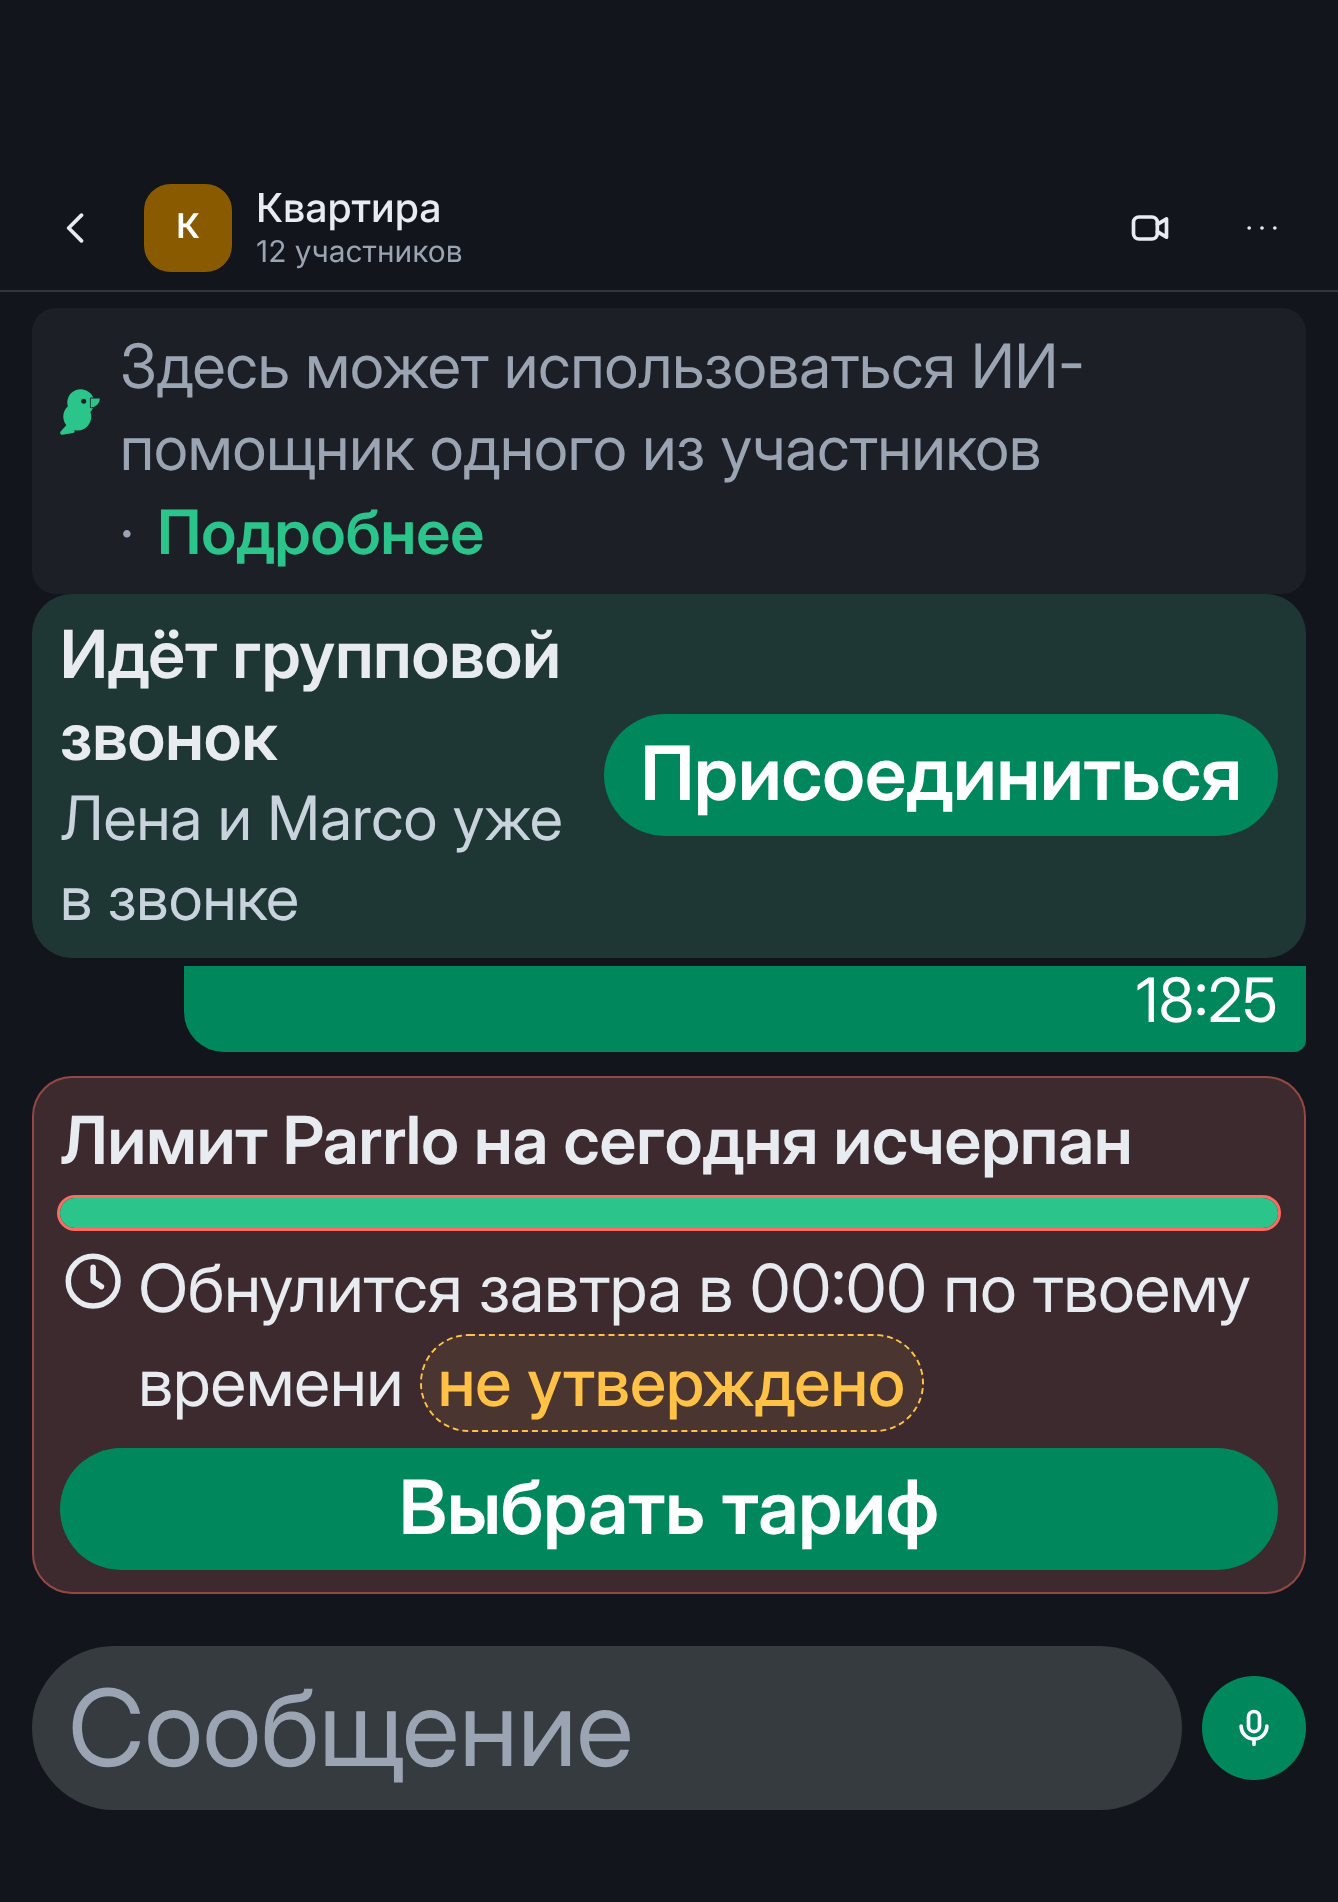 К
Квартира
12 участников
Здесь может использоваться ИИ-
помощник одного из участников
· Подробнее
Идёт групповой
звонок
Лена и Marco уже
в звонке
Присоединиться
18:25
Лимит Parrlo на сегодня исчерпан
Обнулится завтра в 00:00 по твоему
времени не утверждено
Выбрать тариф
Сообщение